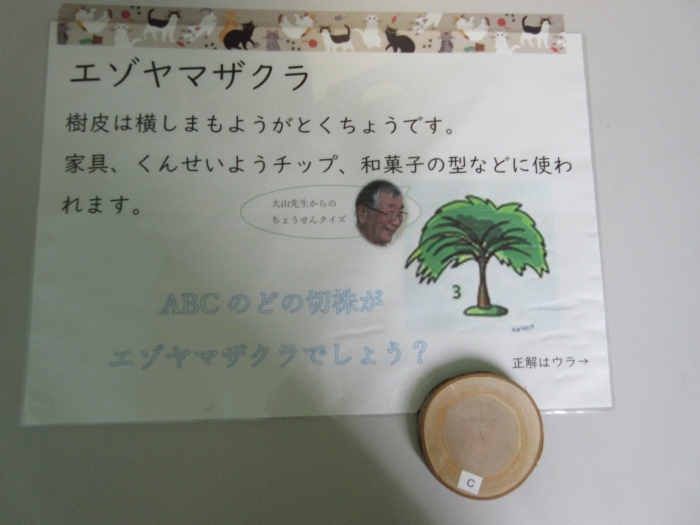 エゾヤマザクラ
樹皮は横しまもようがとくちょうです。
家具、くんせいようチップ、和菓子の型などに使わ
れます。
大山先生からの
ちょうせんクイズ
3
ABCのどの切株が
エゾヤマザクラでしょう？
正解はウラ→
C